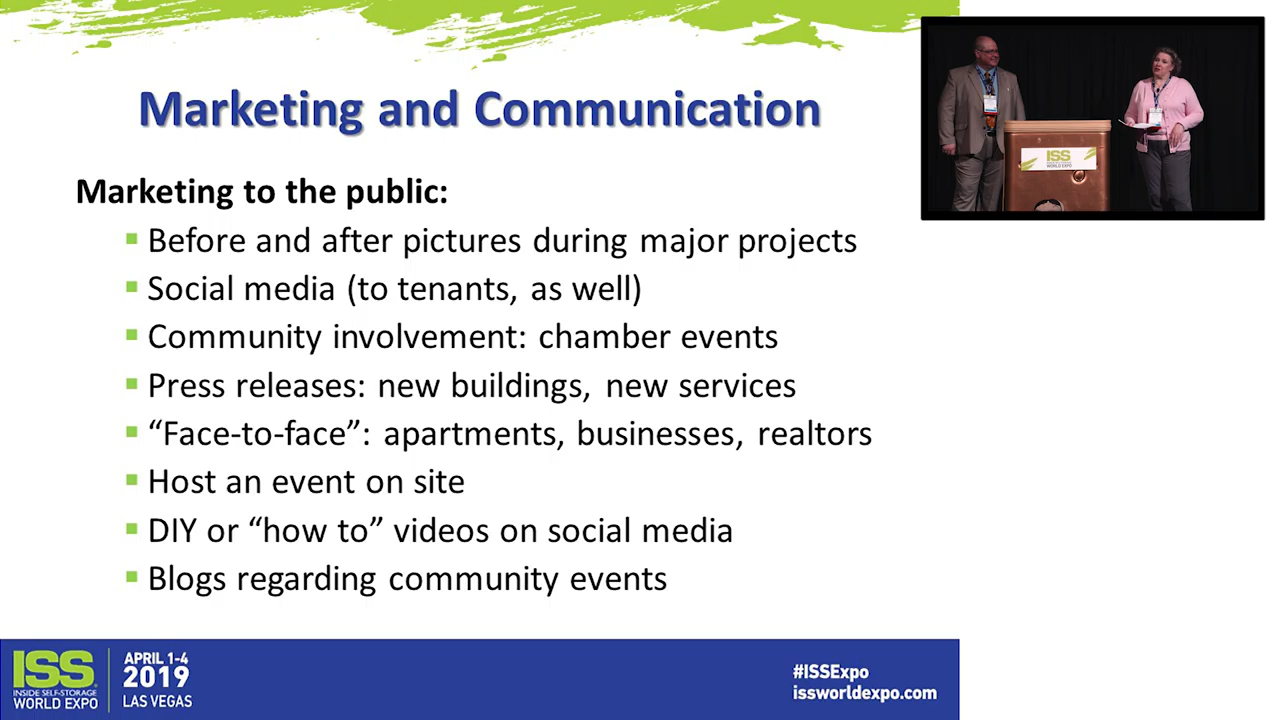 Marketing and Communication
Marketing to the public:
Before and after pictures during major projects
Social media (to tenants, as well)
Community involvement: chamber events
Press releases: new buildings, new services
“Face-to-face”: apartments, businesses, realtors
Host an event on site
DIY or “how to” videos on social media
Blogs regarding community events
ISS
INSIDE SELF-STORAGE
WORLD EXPO
APRIL 1-4
2019
LAS VEGAS
#ISSExpo
issworldexpo.com
ISS
WORLD EXPO